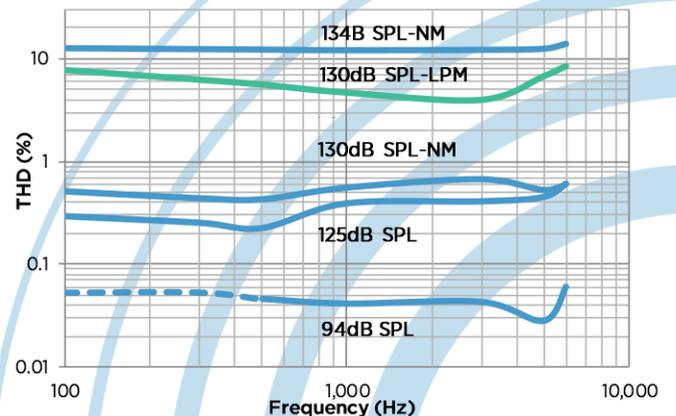 134B SPL-NM
10
130dB SPL-LPM
130dB SPL-NM
1
THD (%)
125dB SPL
0.1
94dB SPL
0.01
100
1,000
10,000
Frequency (Hz)